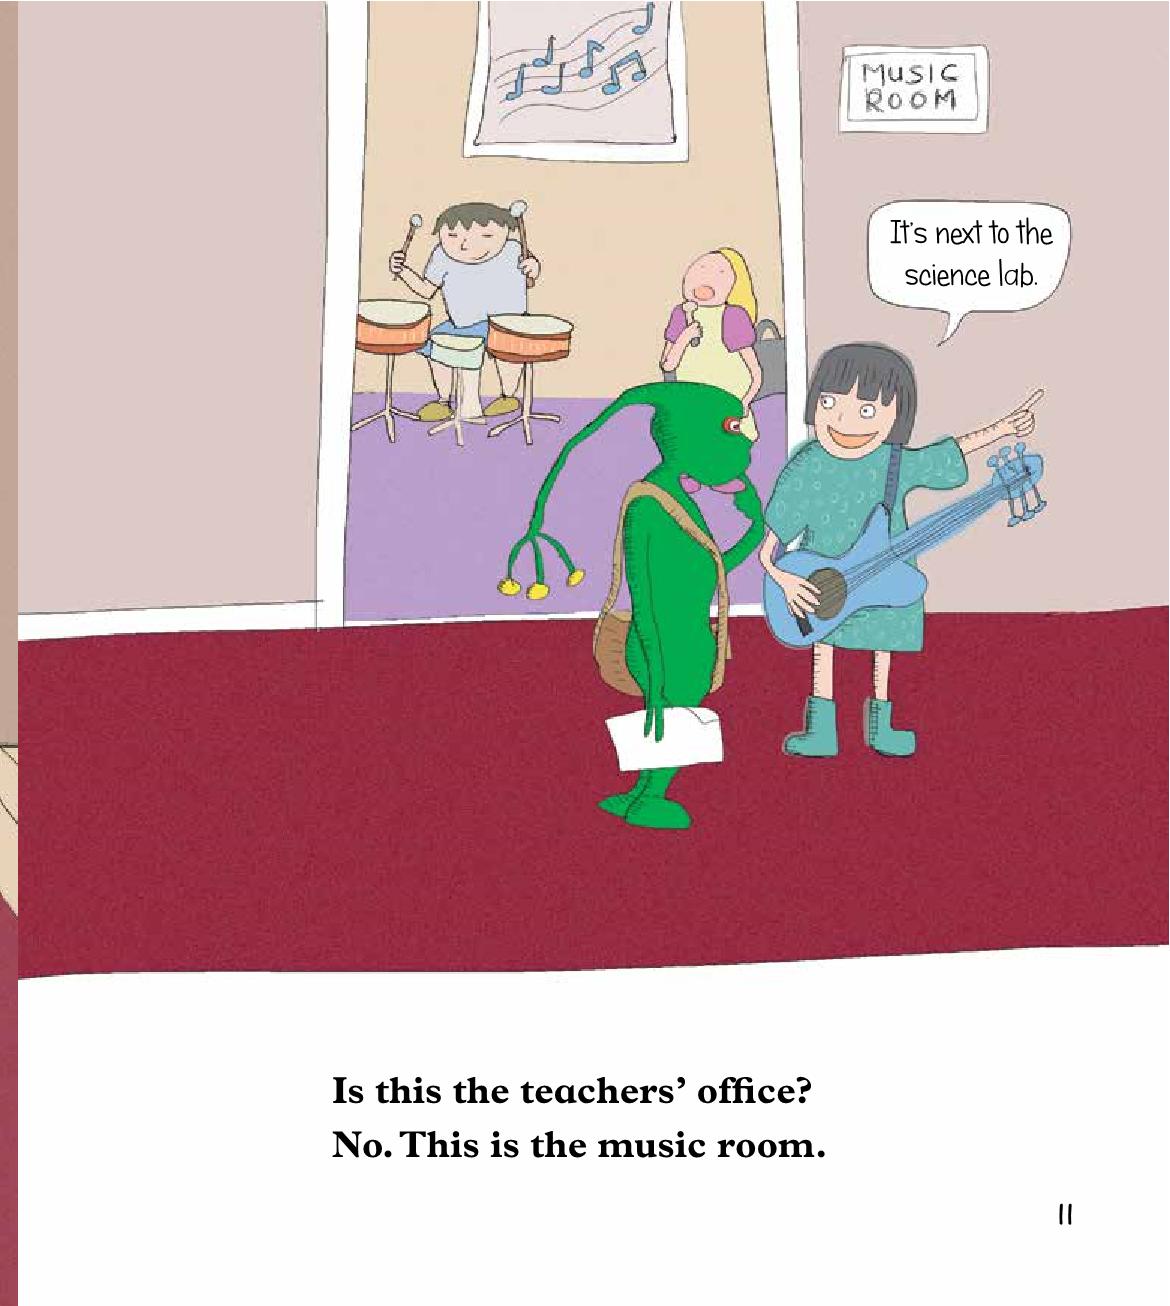 MUSIC
ROOM
It's next to the
science lab.
Is this the teachers’ office?
No. This is the music room.
11